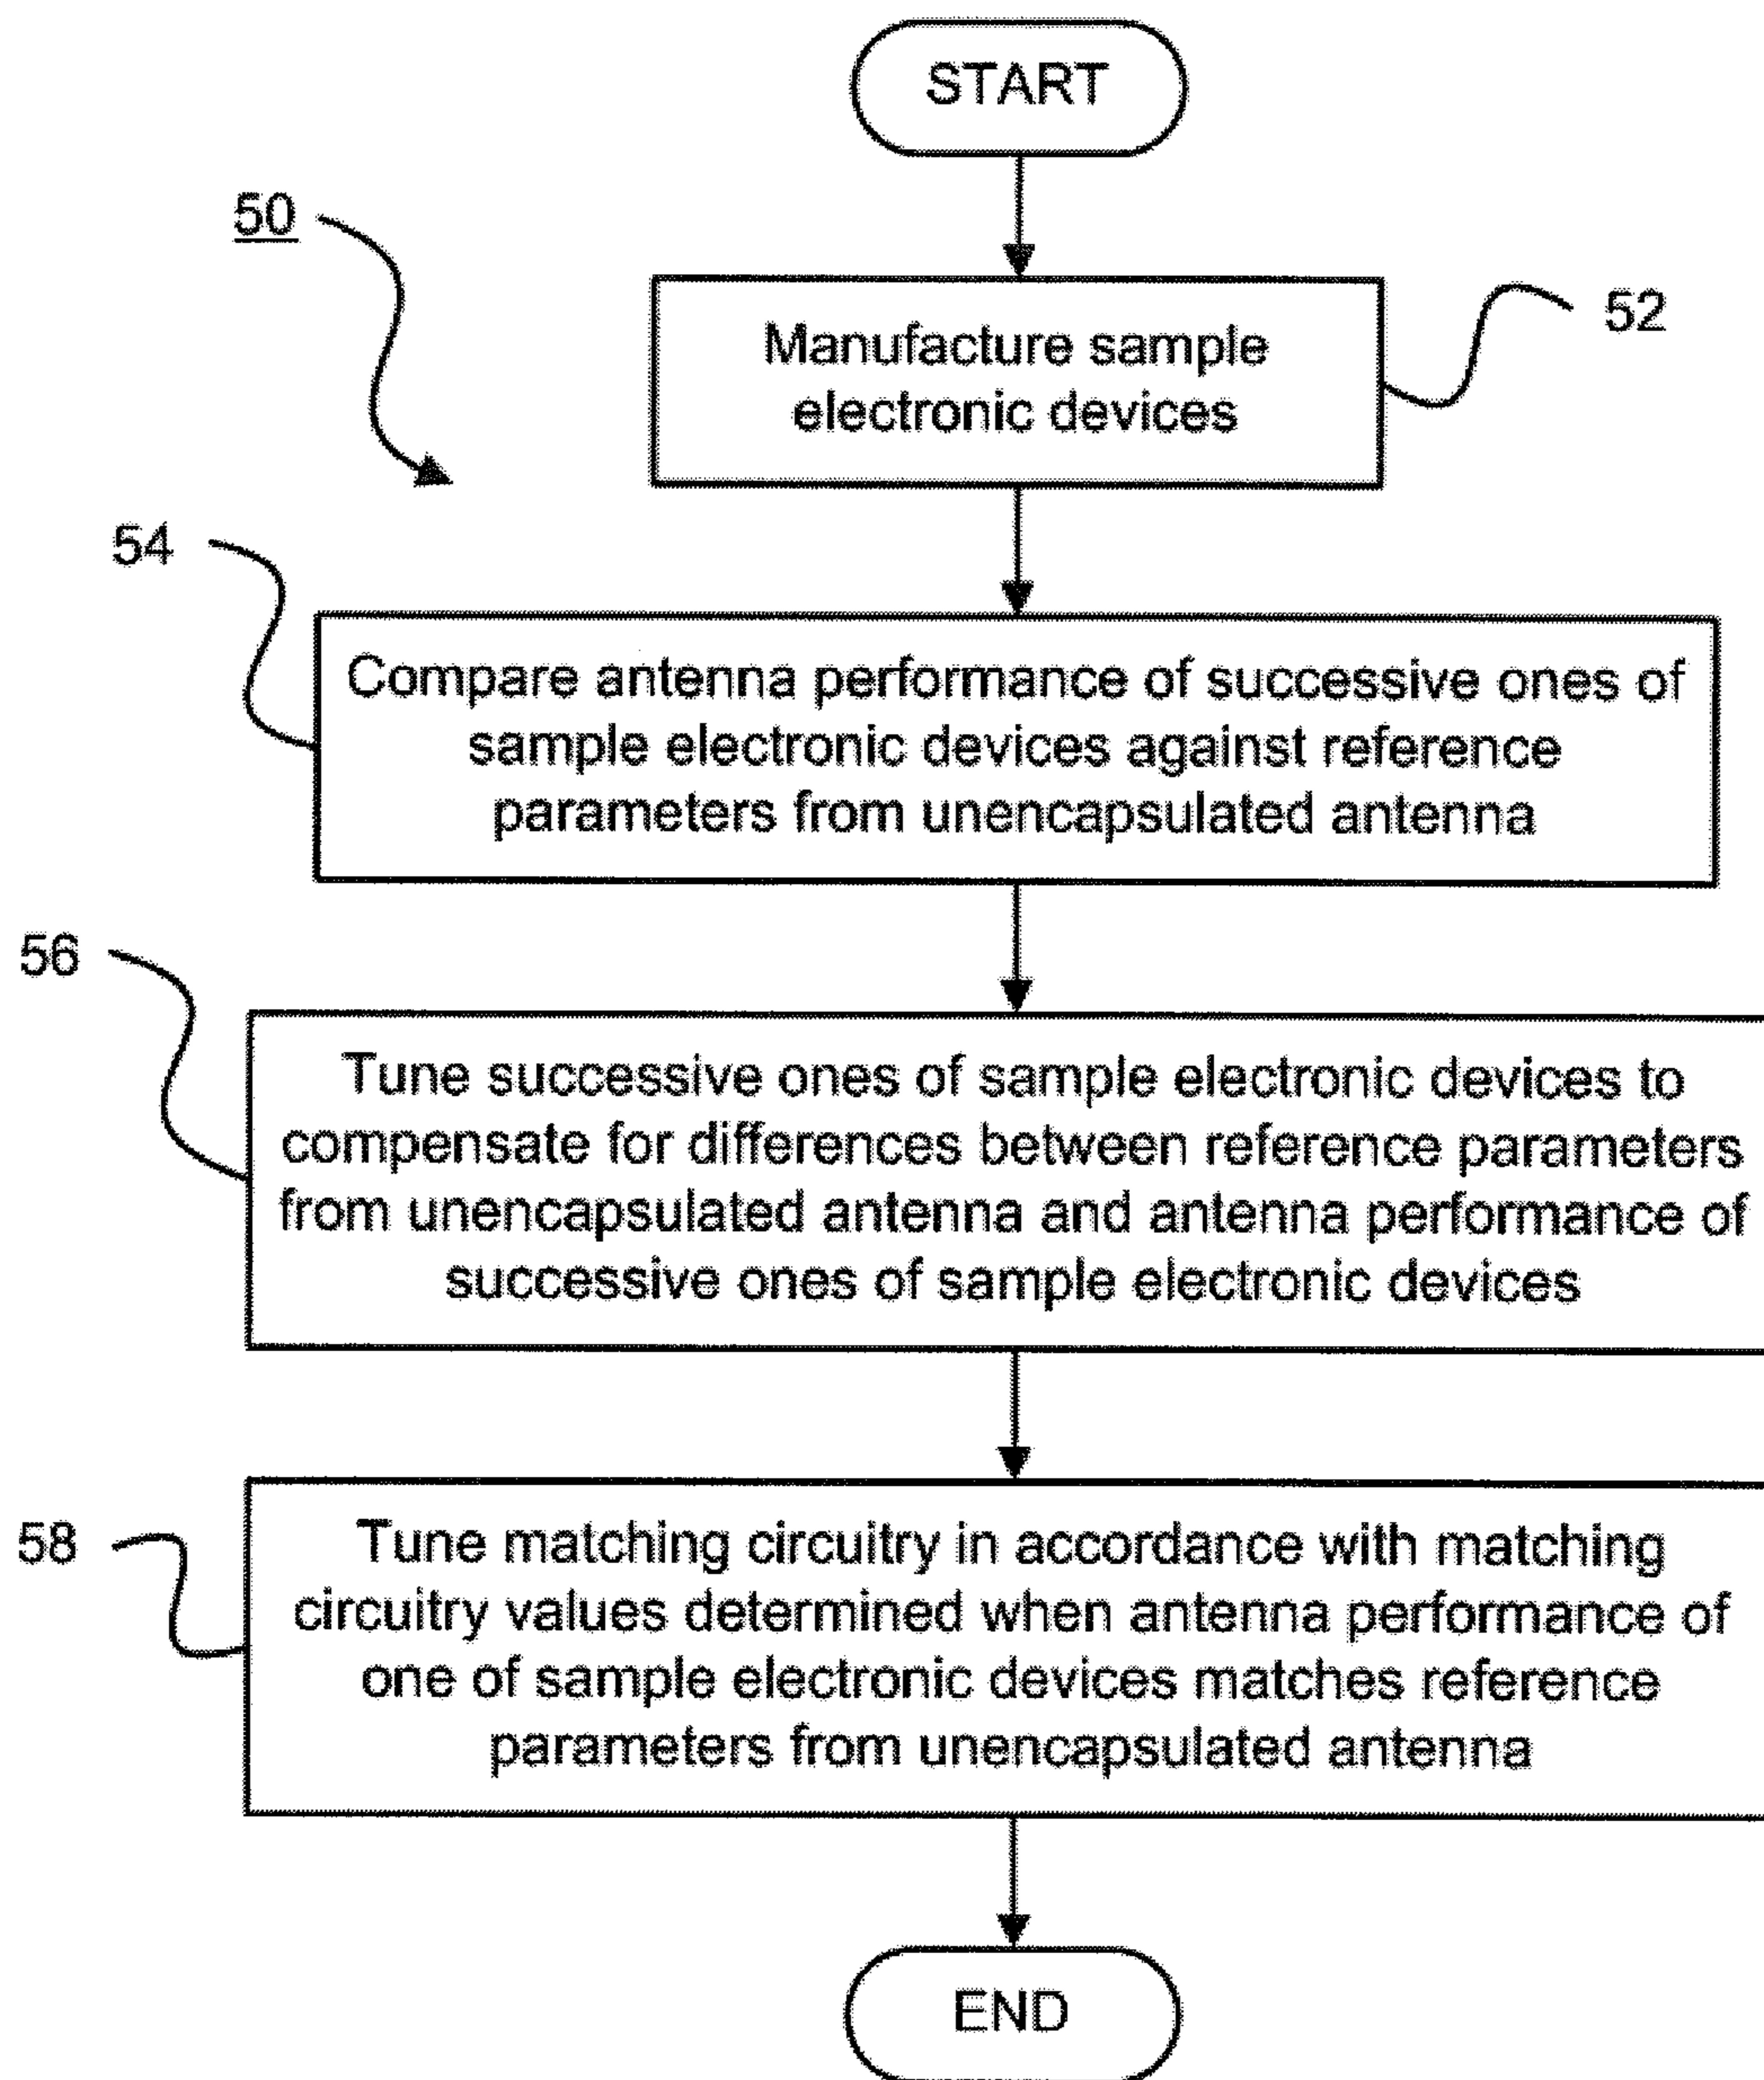 START
50
52
Manufacture sample
electronic devices
54
Compare antenna performance of successive ones of
sample electronic devices against reference
parameters from unencapsulated antenna
56
Tune successive ones of sample electronic devices to
compensate for differences between reference parameters
from unencapsulated antenna and antenna performance of
successive ones of sample electronic devices
58
Tune matching circuitry in accordance with matching
circuitry values determined when antenna performance of
one of sample electronic devices matches reference
parameters from unencapsulated antenna
END